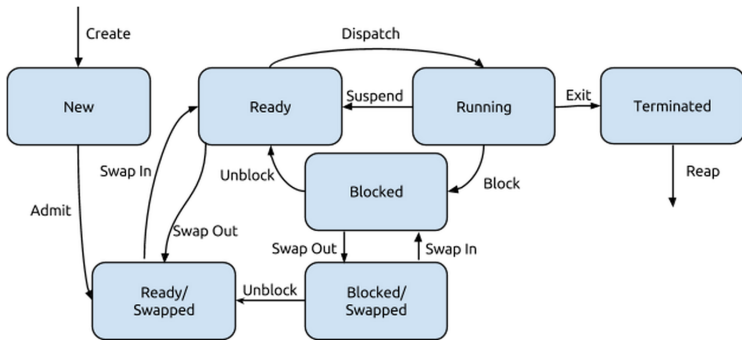 Create
Dispatch
New
Ready
Suspend
Running
Exit
Terminated
Swap In
Unblock
Blocked
Block
Reap
Admit
Swap Out
Swap Out
Swap In
Ready/
Swapped
Unblock
Blocked/
Swapped